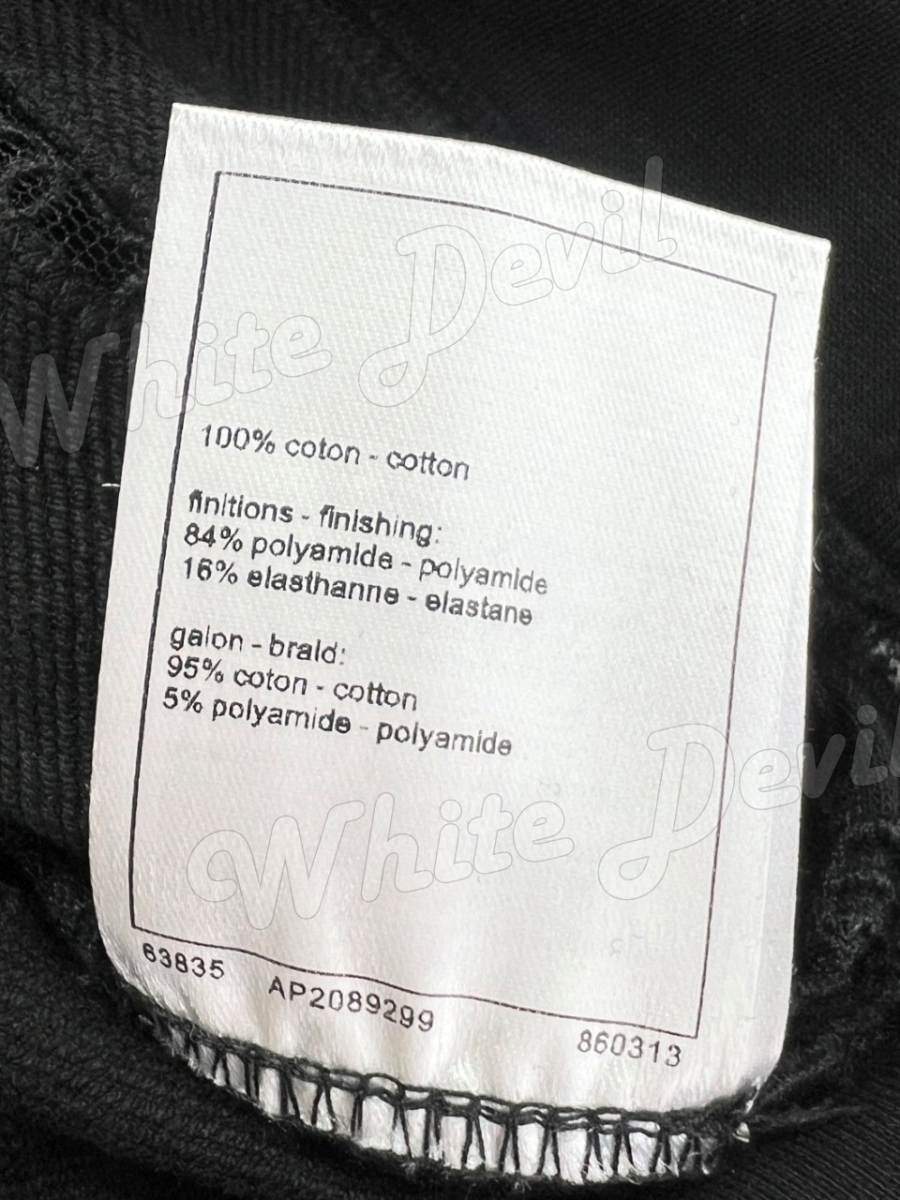 White Devil
100% coton - cotton
finitions - finishing:
84% polyamide - polyamide
16% elasthanne - elastane
galon - braid:
95% coton - cotton
5% polyamide - polyamide
White Devil
63835 AP2089299 860313